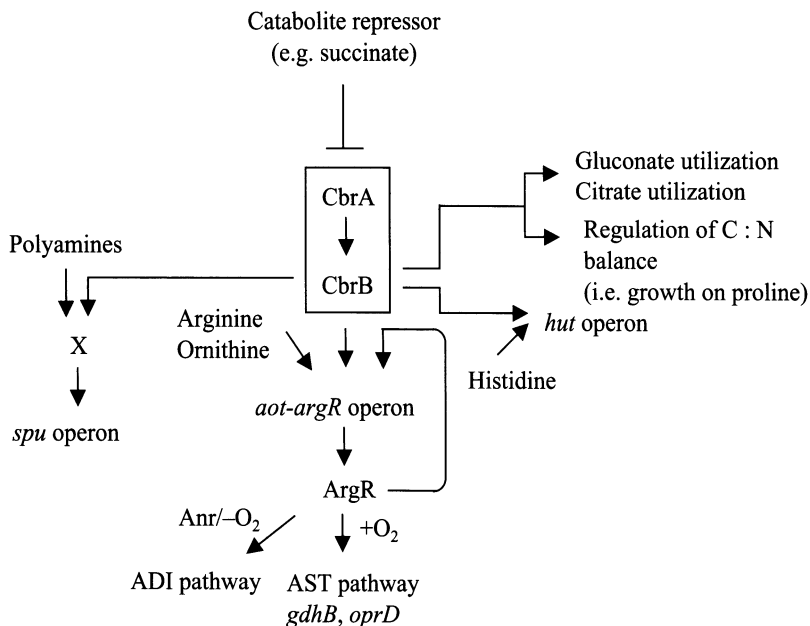 Catabolite repressor
(e.g. succinate)
CbrA
CbrB
Gluconate utilization
Citrate utilization
Regulation of C : N
balance
(i.e. growth on proline)
hut operon
Histidine
Polyamines
X
spu operon
Arginine
Ornithine
aot-argR operon
ArgR
Anr/–O₂
+O₂
ADI pathway
AST pathway
gdhB, oprD